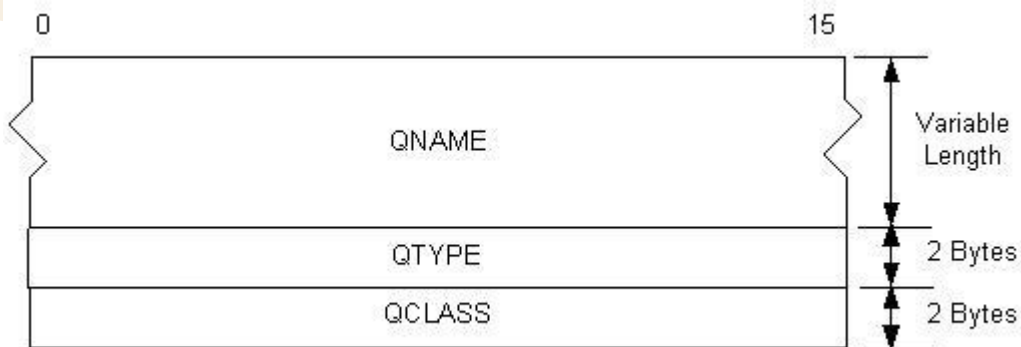 0 15
QNAME
Variable
Length
QTYPE 2 Bytes
QCLASS 2 Bytes